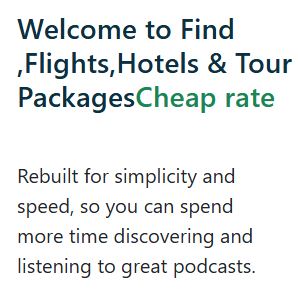 Welcome to Find
,Flights,Hotels & Tour
PackagesCheap rate
Rebuilt for simplicity and
speed, so you can spend
more time discovering and
listening to great podcasts.